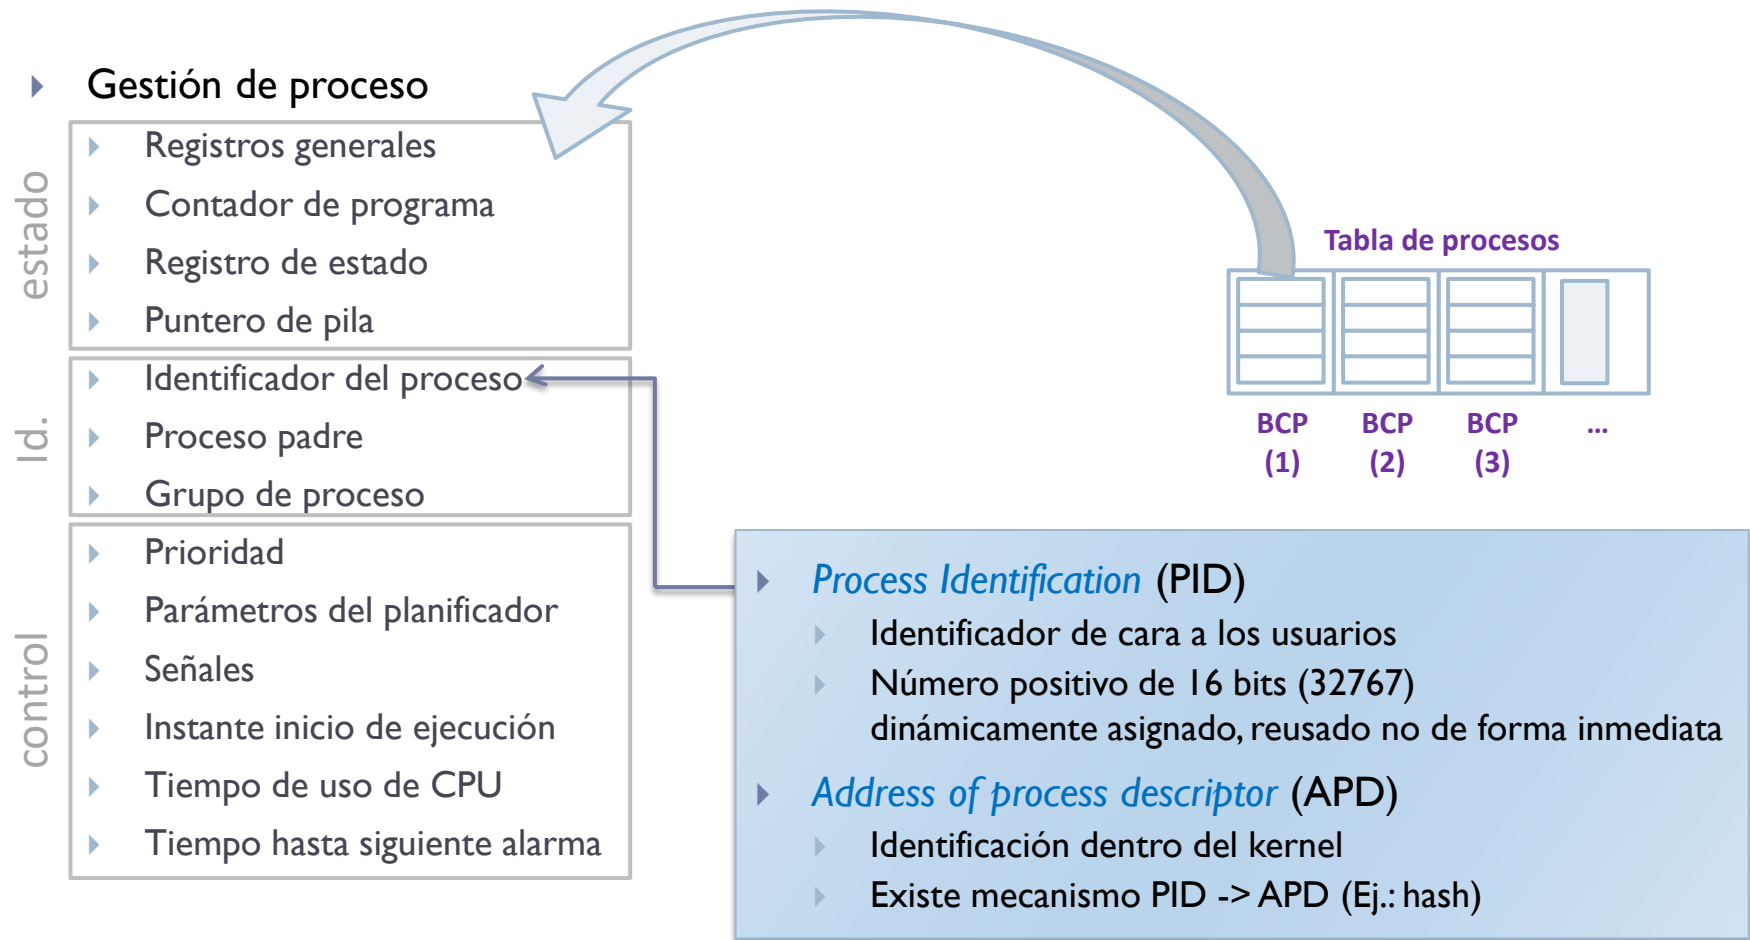 Gestión de proceso
estado
Registros generales
Contador de programa
Registro de estado
Puntero de pila
Id.
Identificador del proceso
Proceso padre
Grupo de proceso
control
Prioridad
Parámetros del planificador
Señales
Instante inicio de ejecución
Tiempo de uso de CPU
Tiempo hasta siguiente alarma
Tabla de procesos
BCP (1)
BCP (2)
BCP (3)
...
Process Identification (PID)
Identificador de cara a los usuarios
Número positivo de 16 bits (32767)
dinámicamente asignado, reusado no de forma inmediata
Address of process descriptor (APD)
Identificación dentro del kernel
Existe mecanismo PID -> APD (Ej.: hash)